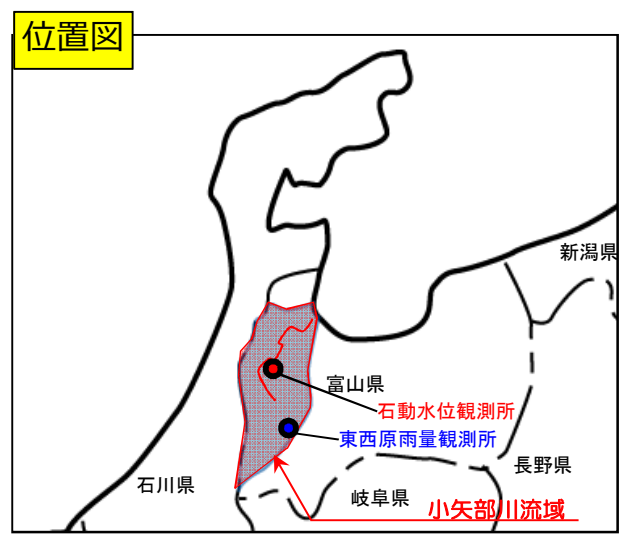 位置図
新潟県
富山県
石動水位観測所
東西原雨量観測所
長野県
石川県
岐阜県
小矢部川流域